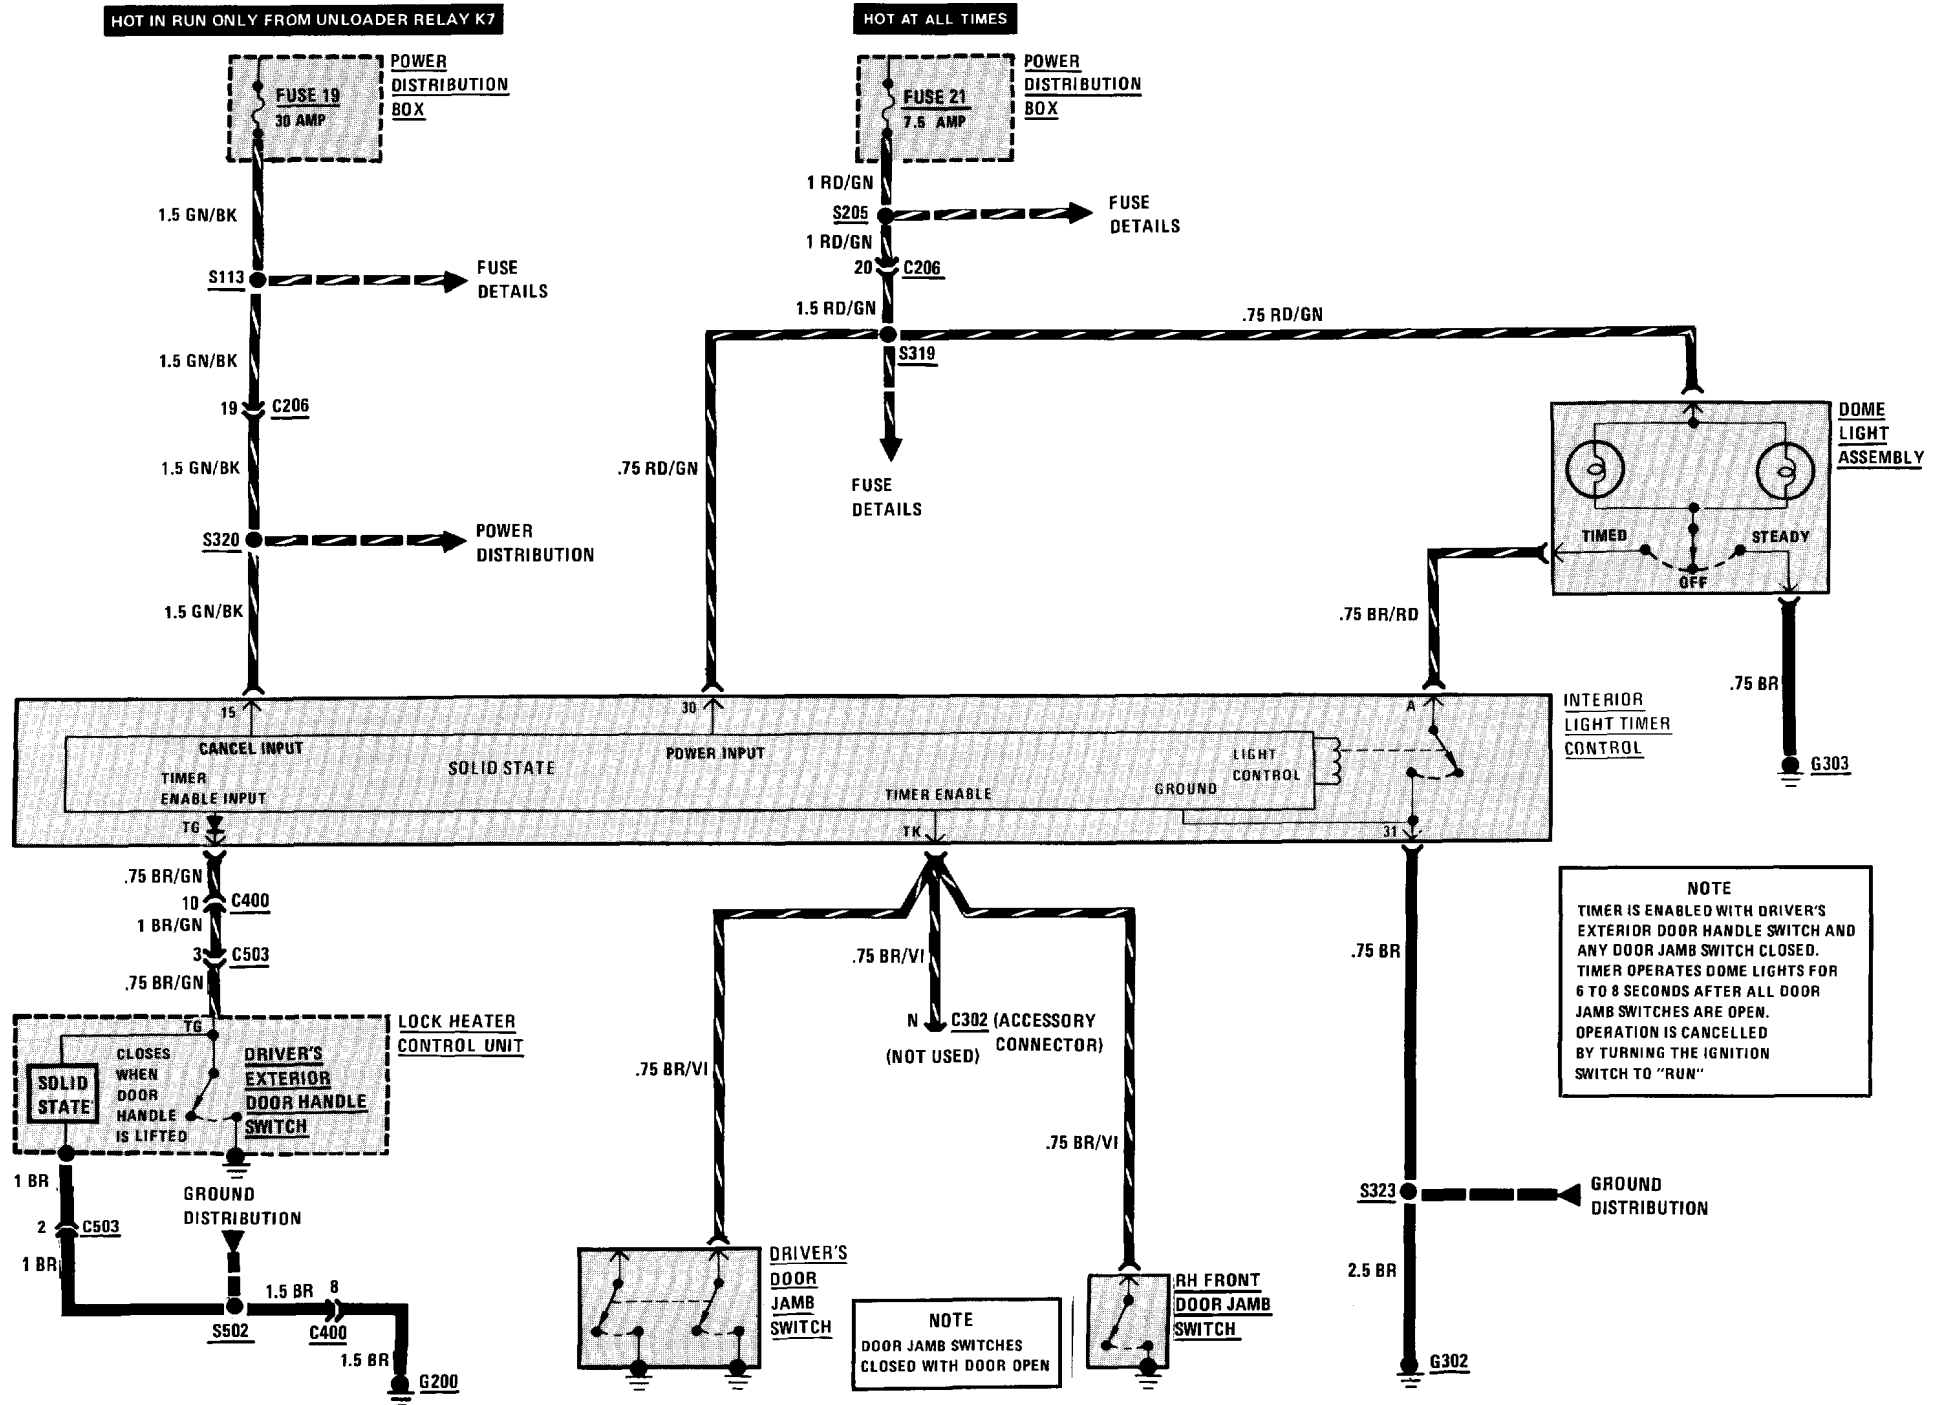 HOT IN RUN ONLY FROM UNLOADER RELAY K7
HOT AT ALL TIMES
FUSE 19
30 AMP
POWER
DISTRIBUTION
BOX
FUSE 21
7.5 AMP
POWER
DISTRIBUTION
BOX
1.5 GN/BK
1 RD/GN
S205
FUSE
DETAILS
1 RD/GN
S113
FUSE
DETAILS
20
C206
1.5 RD/GN
.75 RD/GN
S319
1.5 GN/BK
19
C206
1.5 GN/BK
.75 RD/GN
FUSE
DETAILS
DOME
LIGHT
ASSEMBLY
TIMED
STEADY
OFF
S320
POWER
DISTRIBUTION
1.5 GN/BK
.75 BR/RD
.75 BR
G303
15
30
A
INTERIOR
LIGHT TIMER
CONTROL
CANCEL INPUT
POWER INPUT
SOLID STATE
LIGHT
CONTROL
TIMER
ENABLE INPUT
TIMER ENABLE
GROUND
TG
TK
31
.75 BR/GN
10
C400
1 BR/GN
3
C503
.75 BR/GN
.75 BR/VI
.75 BR
NOTE
TIMER IS ENABLED WITH DRIVER'S
EXTERIOR DOOR HANDLE SWITCH AND
ANY DOOR JAMB SWITCH CLOSED.
TIMER OPERATES DOME LIGHTS FOR
6 TO 8 SECONDS AFTER ALL DOOR
JAMB SWITCHES ARE OPEN.
OPERATION IS CANCELLED
BY TURNING THE IGNITION
SWITCH TO "RUN"
TG
LOCK HEATER
CONTROL UNIT
N
C302 (ACCESSORY
CONNECTOR)
(NOT USED)
SOLID
STATE
CLOSES
WHEN
DOOR
HANDLE
IS LIFTED
DRIVER'S
EXTERIOR
DOOR HANDLE
SWITCH
.75 BR/VI
.75 BR/VI
1 BR
GROUND
DISTRIBUTION
2
C503
1 BR
1.5 BR
8
S502
C400
1.5 BR
G200
S323
GROUND
DISTRIBUTION
2.5 BR
G302
DRIVER'S
DOOR
JAMB
SWITCH
NOTE
DOOR JAMB SWITCHES
CLOSED WITH DOOR OPEN
RH FRONT
DOOR JAMB
SWITCH